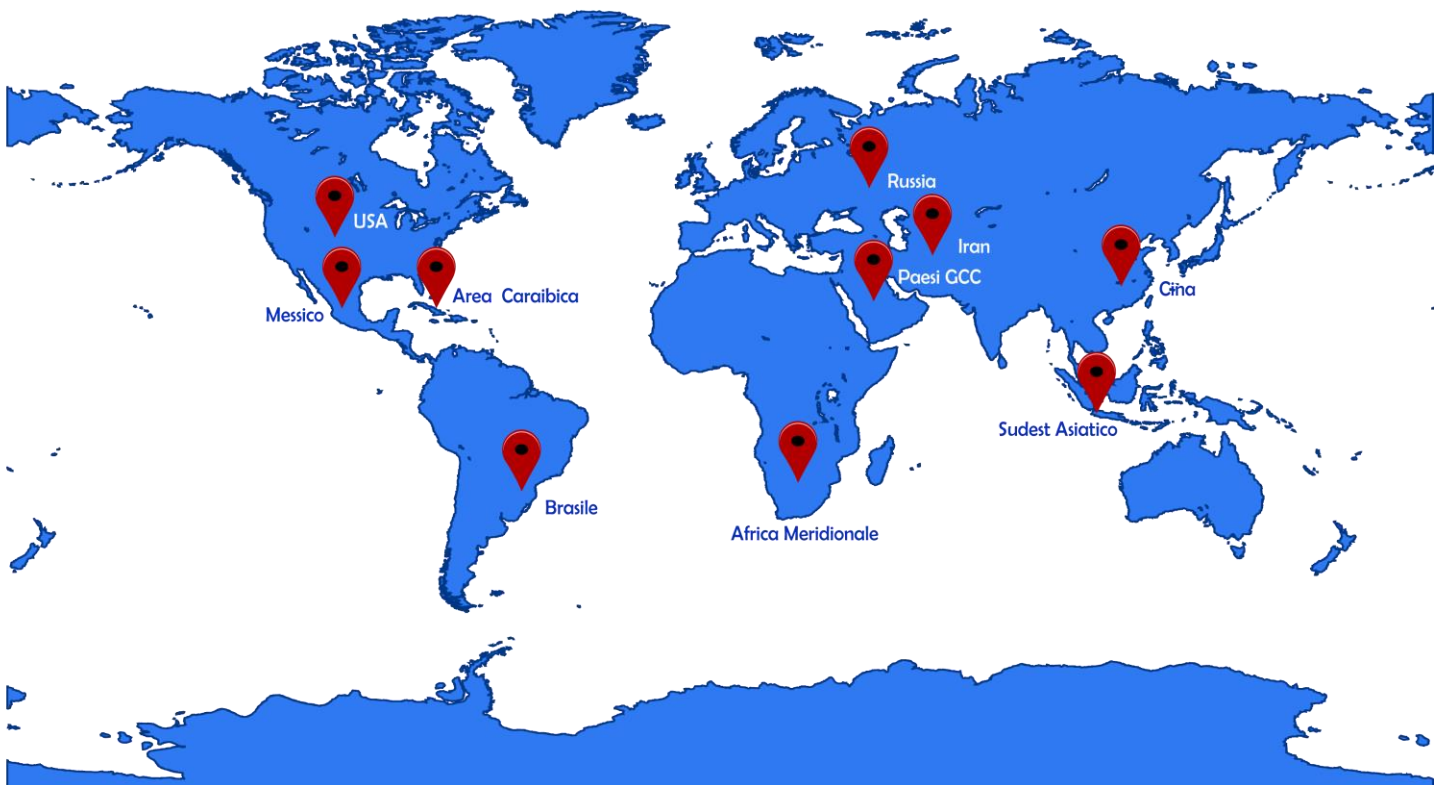 Russia
USA
Iran
Paesi GCC
Cina
Area Caraibica
Messico
Sudest Asiatico
Brasile
Africa Meridionale